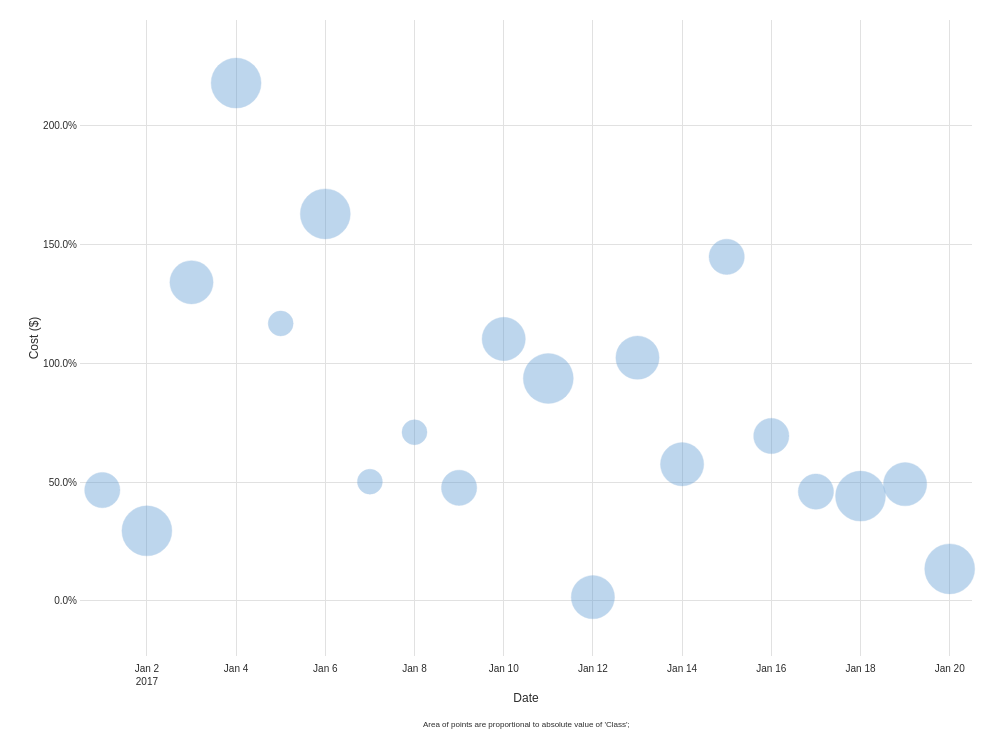 200.0%
150.0%
100.0%
50.0%
0.0%
Cost ($)
Jan 2 Jan 4 Jan 6 Jan 8 Jan 10 Jan 12 Jan 14 Jan 16 Jan 18 Jan 20
2017
Date
Area of points are proportional to absolute value of 'Class';